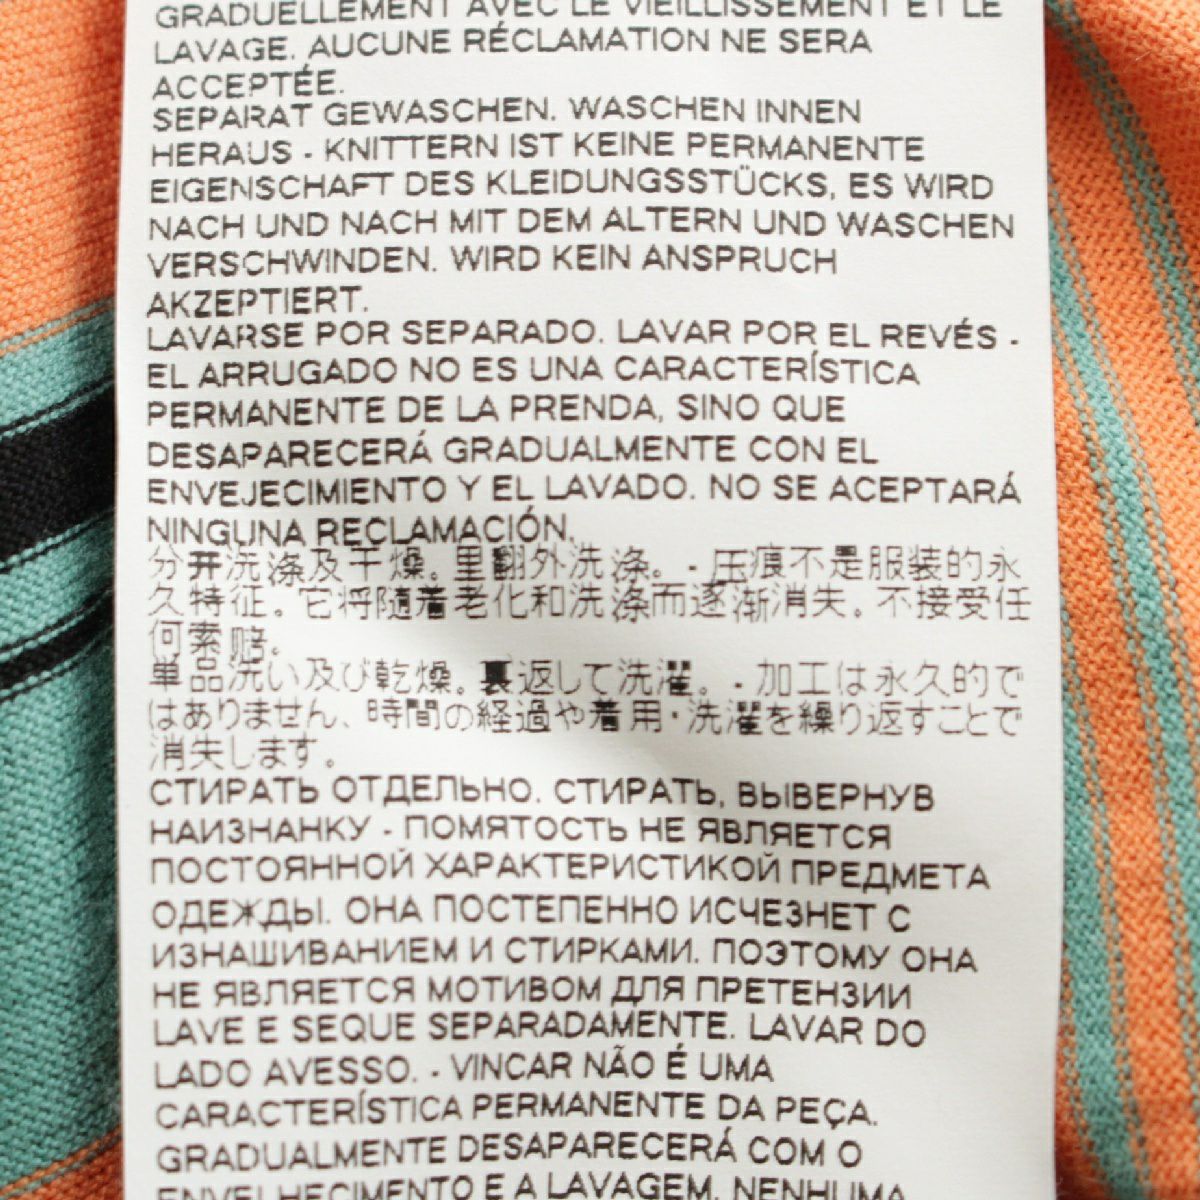 GRADUELLEMENT AVEC LE VIEILLISSEMENT ET LE
LAVAGE. AUCUNE RÉCLAMATION NE SERA
ACCEPTÉE.
SEPARAT GEWASCHEN. WASCHEN INNEN
HERAUS - KNITTERN IST KEINE PERMANENTE
EIGENSCHAFT DES KLEIDUNGSSTÜCKS, ES WIRD
NACH UND NACH MIT DEM ALTERN UND WASCHEN
VERSCHWINDEN. WIRD KEIN ANSPRUCH
AKZEPTIERT.
LAVARSE POR SEPARADO. LAVAR POR EL REVÉS -
EL ARRUGADO NO ES UNA CARACTERÍSTICA
PERMANENTE DE LA PRENDA, SINO QUE
DESAPARECERÁ GRADUALMENTE CON EL
ENVEJECIMIENTO Y EL LAVADO. NO SE ACEPTARÁ
NINGUNA RECLAMACIÓN.
分开洗涤及干燥。里翻外洗涤。- 压痕不是服装的永
久特征。它将随着老化和洗涤而逐渐消失。不接受任
何索赔。
単品洗い及び乾燥。裏返して洗濯。- 加工は永久的で
はありません、時間の経過や着用・洗濯を繰り返すことで
消失します。
СТИРАТЬ ОТДЕЛЬНО. СТИРАТЬ, ВЫВЕРНУВ
НАИЗНАНКУ - ПОМЯТОСТЬ НЕ ЯВЛЯЕТСЯ
ПОСТОЯННОЙ ХАРАКТЕРИСТИКОЙ ПРЕДМЕТА
ОДЕЖДЫ. ОНА ПОСТЕПЕННО ИСЧЕЗНЕТ С
ИЗНАШИВАНИЕМ И СТИРКАМИ. ПОЭТОМУ ОНА
НЕ ЯВЛЯЕТСЯ МОТИВОМ ДЛЯ ПРЕТЕНЗИИ
LAVE E SEQUE SEPARADAMENTE. LAVAR DO
LADO AVESSO. - VINCAR NÃO É UMA
CARACTERÍSTICA PERMANENTE DA PEÇA.
GRADUALMENTE DESAPARECERÁ COM O
ENVELHECIMENTO E A LAVAGEM. NENHUMA